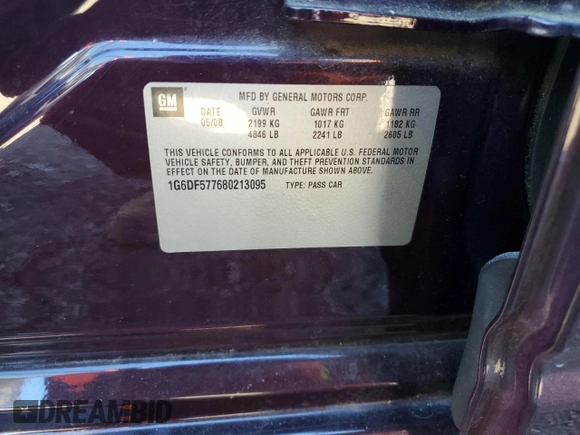 GM
MFD BY GENERAL MOTORS CORP.
DATE GVWR GAWR FRT GAWR RR
05/08 2199 KG 1017 KG 1182 KG
4846 LB 2241 LB 2605 LB
THIS VEHICLE CONFORMS TO ALL APPLICABLE U.S. FEDERAL MOTOR
VEHICLE SAFETY, BUMPER, AND THEFT PREVENTION STANDARDS IN
EFFECT ON THE DATE OF MANUFACTURE SHOWN ABOVE.
1G6DF577680213095 TYPE: PASS CAR
DREAMBID